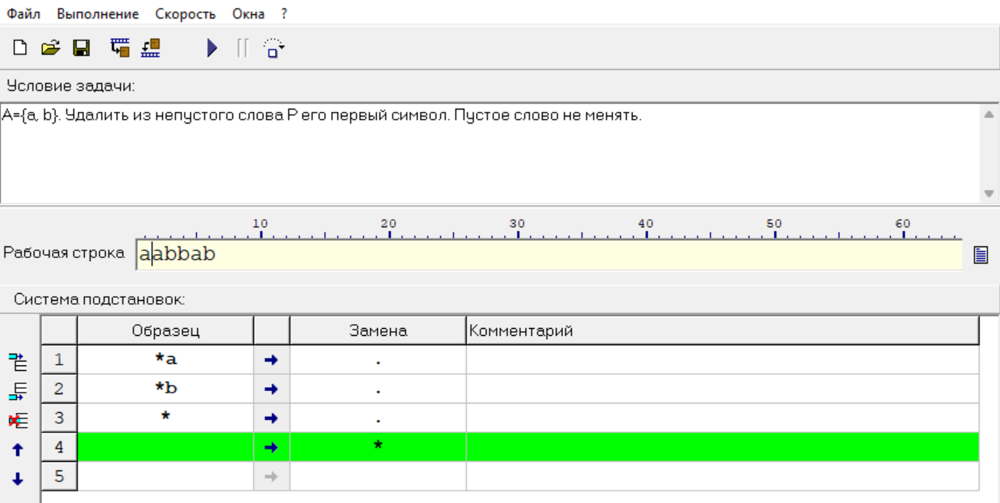 Файл Выполнение Скорость Окна ?
Условие задачи:
A={a, b}. Удалить из непустого слова P его первый символ. Пустое слово не менять.
10 20 30 40 50 60
Рабочая строка aabbab
Система подстановок:
Образец Замена Комментарий
1 *a → .
2 *b → .
3 * → .
4 → *
5 →